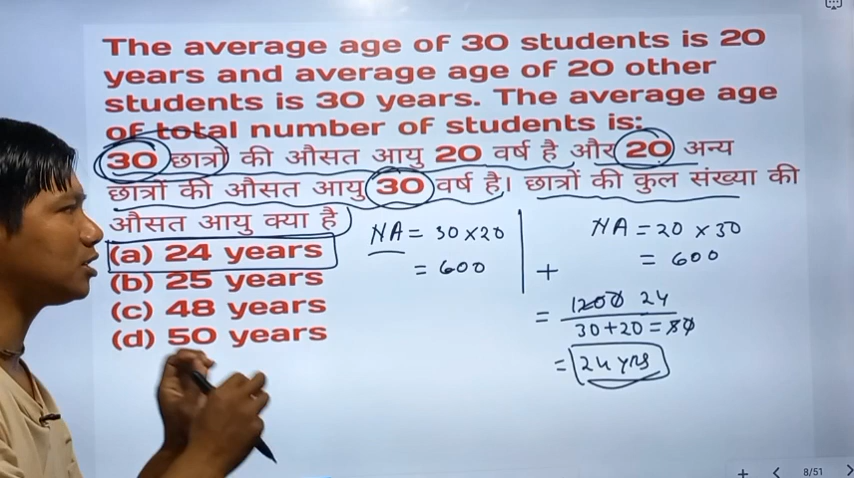 The average age of 30 students is 20
years and average age of 20 other
students is 30 years. The average age
of total number of students is:
30 छात्रों की औसत आयु 20 वर्ष है और 20 अन्य
छात्रों की औसत आयु 30 वर्ष है। छात्रों की कुल संख्या की
औसत आयु क्या है
(a) 24 years
(b) 25 years
(c) 48 years
(d) 50 years
NA = 30 × 20
= 600
NA = 20 × 30
+ = 600
= 1200 24
30 + 20 = 50
= 24 yrs
+ < 8/51 >